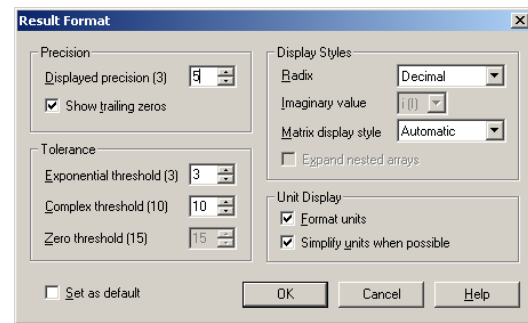 Result Format
Precision
Displayed precision (3) 5
Show trailing zeros
Tolerance
Exponential threshold (3) 3
Complex threshold (10) 10
Zero threshold (15) 15
Display Styles
Radix Decimal
Imaginary value i (I)
Matrix display style Automatic
Expand nested arrays
Unit Display
Format units
Simplify units when possible
Set as default
OK Cancel Help